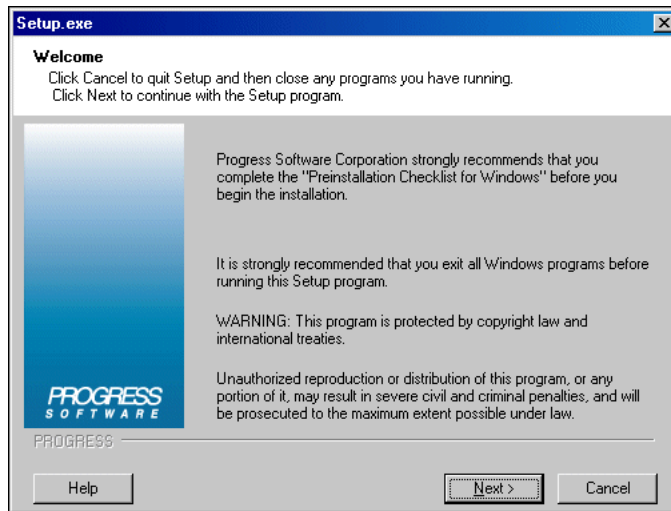 Setup.exe
Welcome
Click Cancel to quit Setup and then close any programs you have running.
Click Next to continue with the Setup program.
Progress Software Corporation strongly recommends that you
complete the "Preinstallation Checklist for Windows" before you
begin the installation.
It is strongly recommended that you exit all Windows programs before
running this Setup program.
WARNING: This program is protected by copyright law and
international treaties.
Unauthorized reproduction or distribution of this program, or any
portion of it, may result in severe civil and criminal penalties, and will
be prosecuted to the maximum extent possible under law.
PROGRESS
SOFTWARE
PROGRESS
Help
Next >
Cancel